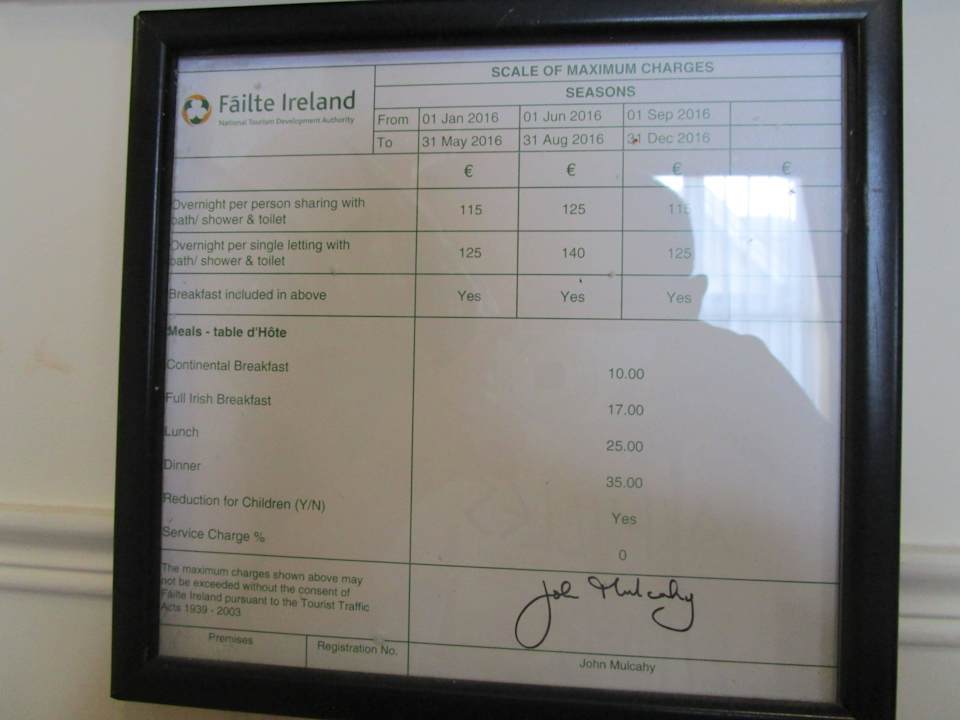 Fáilte Ireland
National Tourism Development Authority
SCALE OF MAXIMUM CHARGES
SEASONS
From 01 Jan 2016 01 Jun 2016 01 Sep 2016
To 31 May 2016 31 Aug 2016 31 Dec 2016
€ € € €
Overnight per person sharing with
bath/ shower & toilet
115 125 115
Overnight per single letting with
bath/ shower & toilet
125 140 125
Breakfast included in above Yes Yes Yes
Meals - table d'Hôte
Continental Breakfast 10.00
Full Irish Breakfast 17.00
Lunch 25.00
Dinner 35.00
Reduction for Children (Y/N) Yes
Service Charge % 0
The maximum charges shown above may
not be exceeded without the consent of
Fáilte Ireland pursuant to the Tourist Traffic
Acts 1939 - 2003
John Mulcahy
Premises Registration No. John Mulcahy